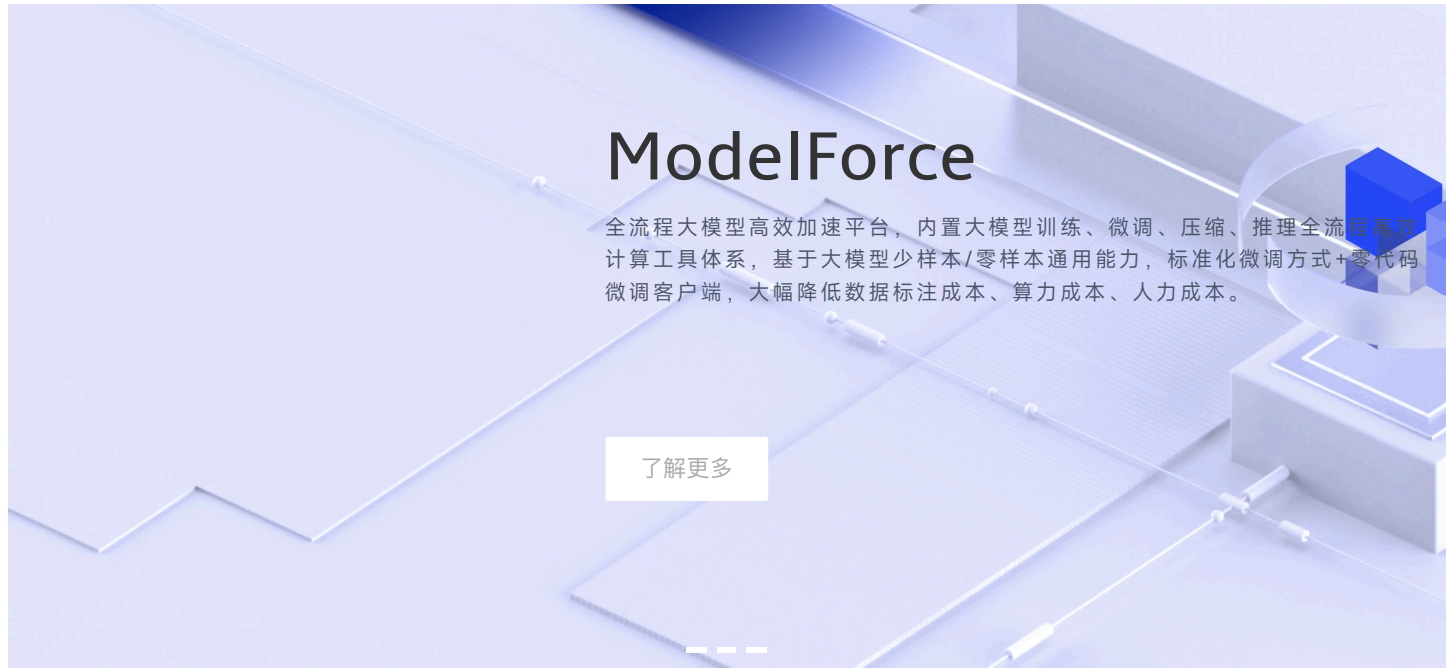 ModelForce
全流程大模型高效加速平台，内置大模型训练、微调、压缩、推理全流程高效
计算工具体系，基于大模型少样本/零样本通用能力，标准化微调方式+零代码
微调客户端，大幅降低数据标注成本、算力成本、人力成本。
了解更多